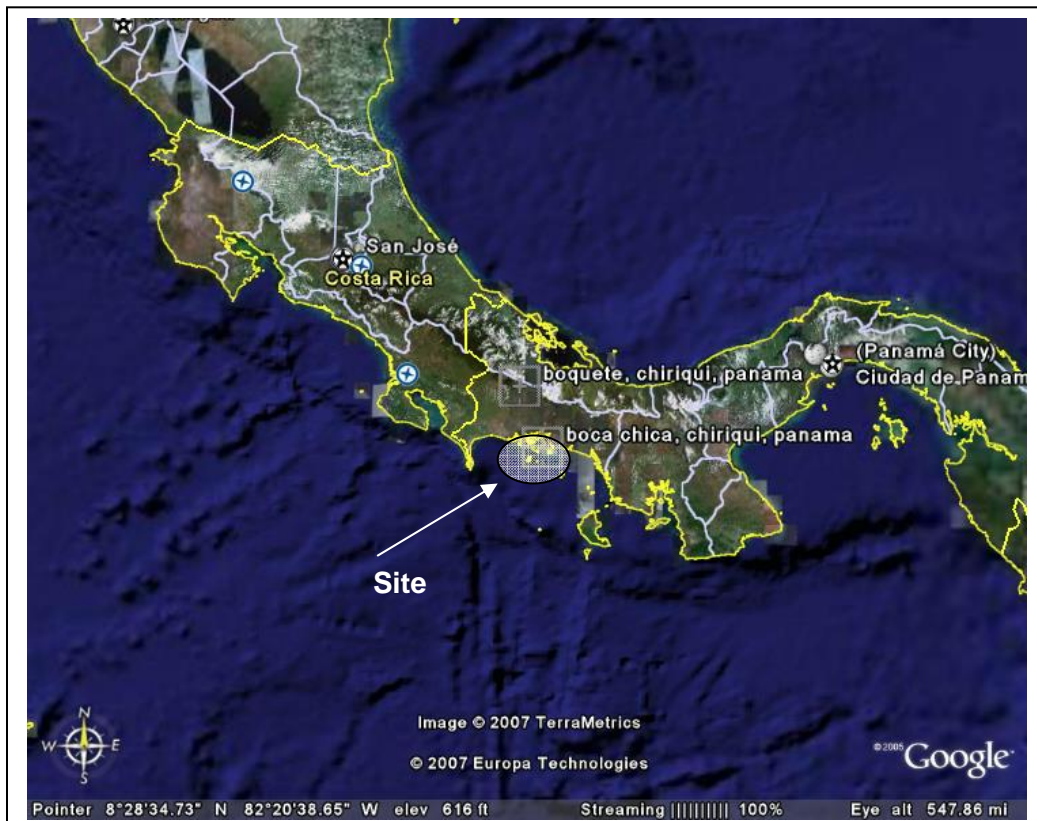 San José
Costa Rica
(Panamá City)
Ciudad de Panam
boquete, chiriqui, panama
boca chica, chiriqui, panama
Site
N
W
E
S
Image © 2007 TerraMetrics
© 2007 Europa Technologies
©2005 Google
Pointer 8°28'34.73" N 82°20'38.65" W elev 616 ft Streaming |||||||||| 100% Eye alt 547.86 mi